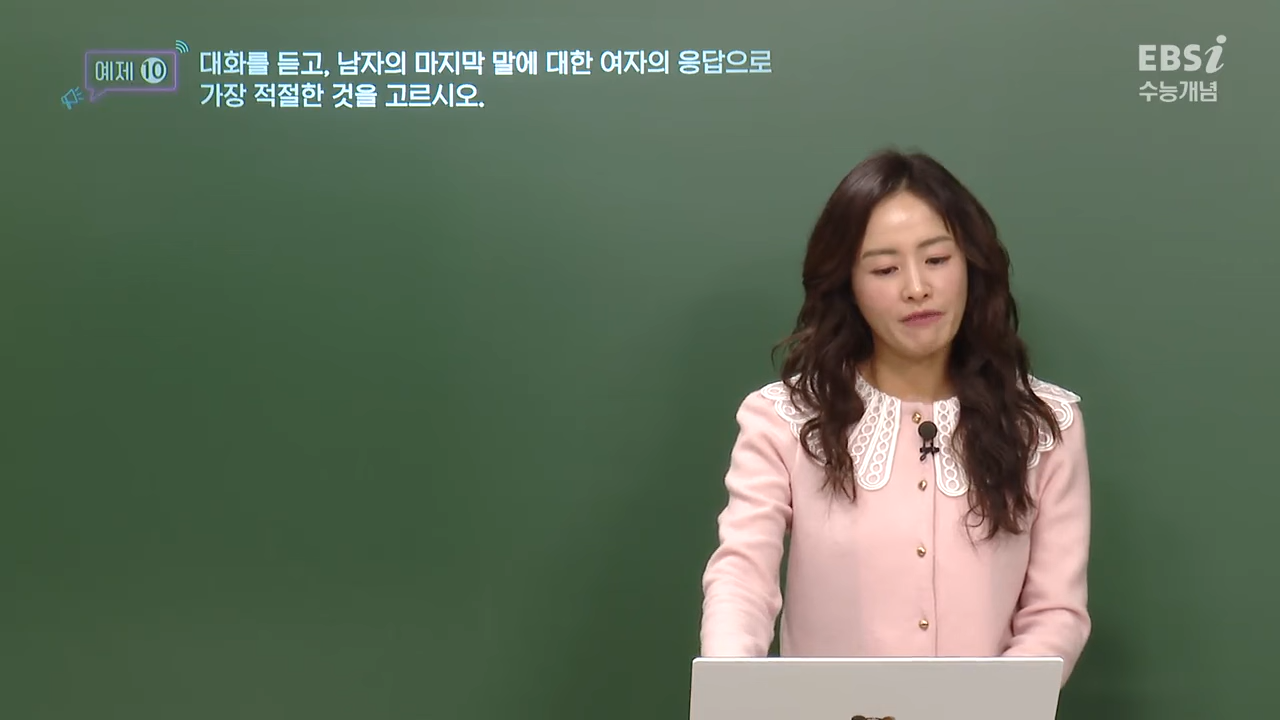 예제 10
대화를 듣고, 남자의 마지막 말에 대한 여자의 응답으로
가장 적절한 것을 고르시오.
EBSi
수능개념